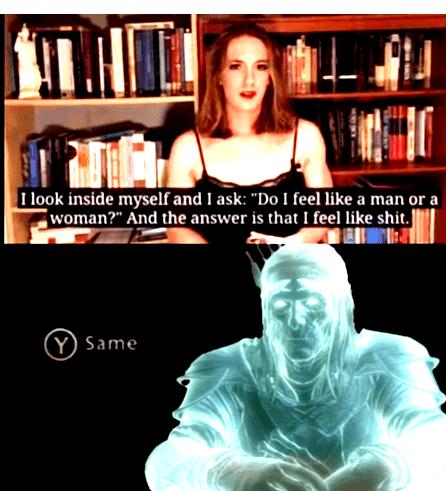 I look inside myself and I ask: "Do I feel like a man or a
woman?" And the answer is that I feel like shit.
Y Same